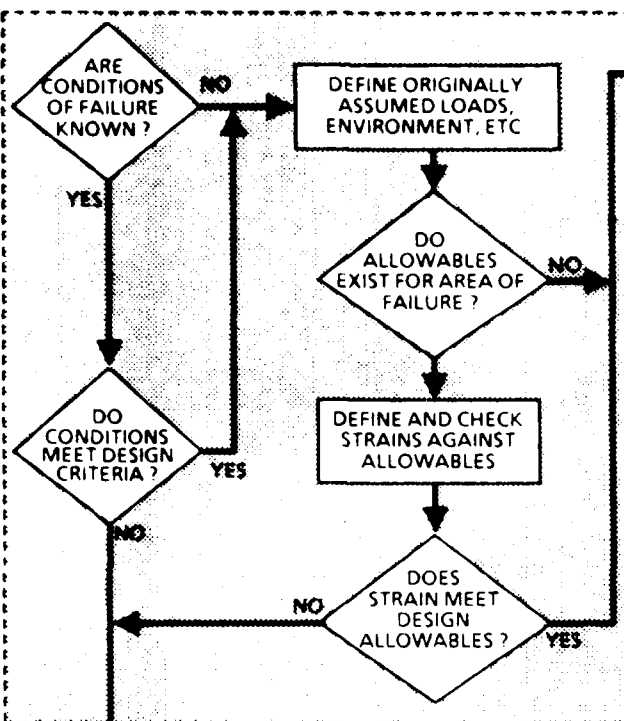 ARE
CONDITIONS
OF FAILURE
KNOWN ?
NO
YES
DEFINE ORIGINALLY
ASSUMED LOADS,
ENVIRONMENT, ETC
DO
ALLOWABLES
EXIST FOR AREA OF
FAILURE ?
NO
DO
CONDITIONS
MEET DESIGN
CRITERIA ?
YES
NO
DEFINE AND CHECK
STRAINS AGAINST
ALLOWABLES
DOES
STRAIN MEET
DESIGN
ALLOWABLES ?
NO
YES